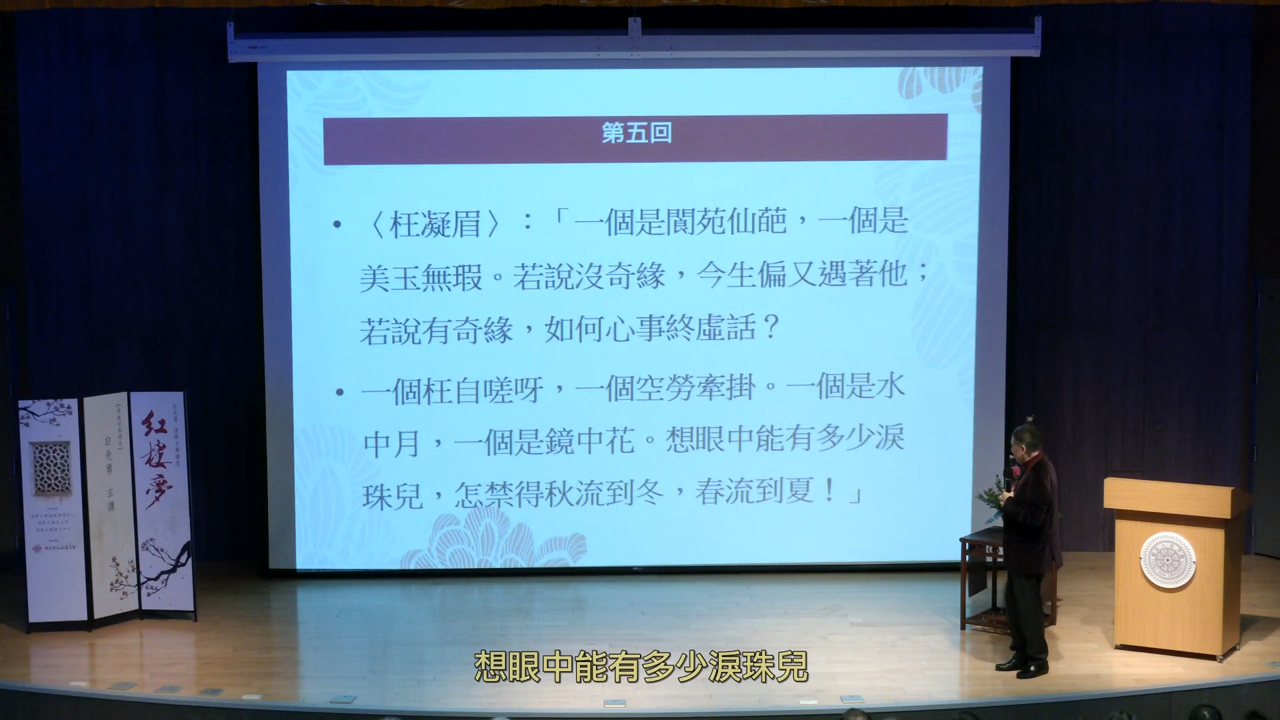 第五回
• 〈枉凝眉〉:「一個是閬苑仙葩,一個是
美玉無瑕。若說沒奇緣,今生偏又遇著他;
若說有奇緣,如何心事終虛話?
• 一個枉自嗟呀,一個空勞牽掛。一個是水
中月,一個是鏡中花。想眼中能有多少淚
珠兒,怎禁得秋流到冬,春流到夏!」
紅樓夢
白先勇 主講
想眼中能有多少淚珠兒